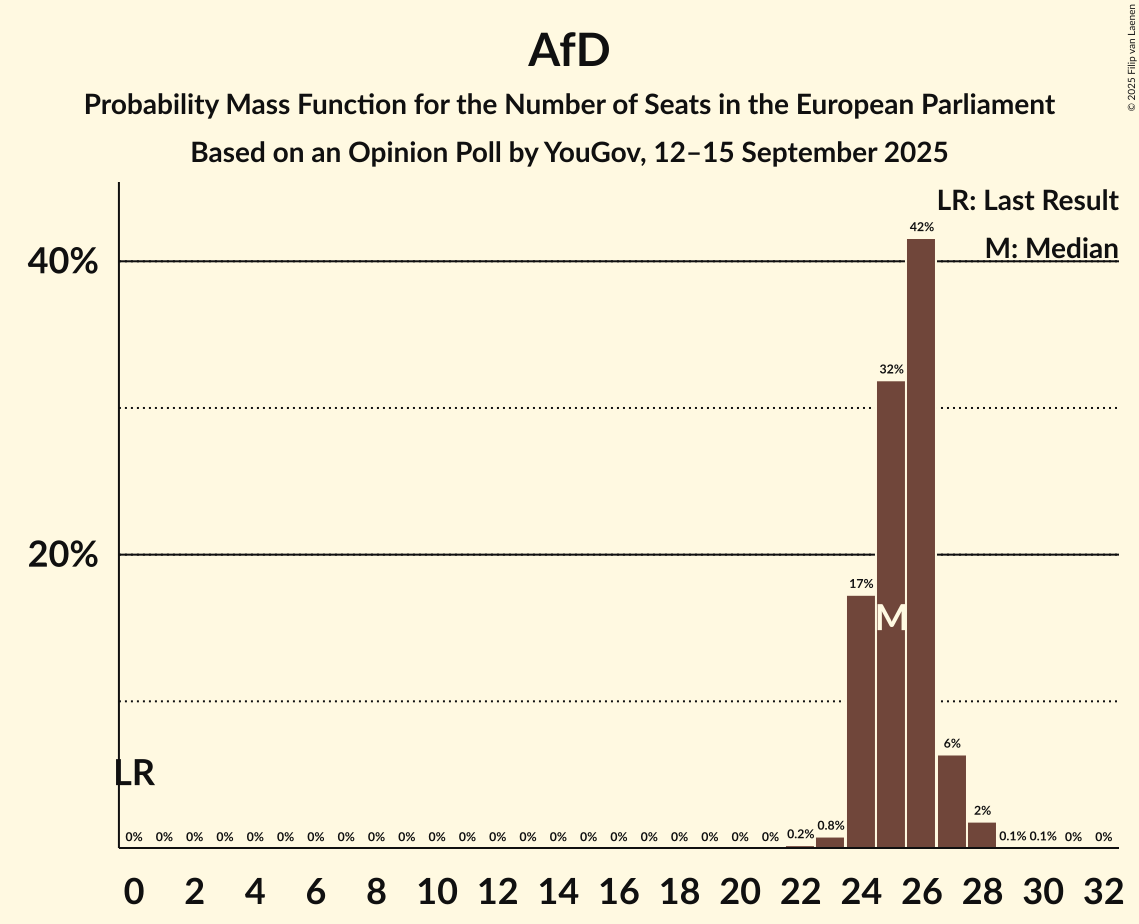 AfD
Probability Mass Function for the Number of Seats in the European Parliament
Based on an Opinion Poll by YouGov, 12–15 September 2025
© 2025 Filip van Laenen
LR: Last Result
M: Median
40%
20%
42%
32%
17%
M
6%
2%
LR
0% 0% 0% 0% 0% 0% 0% 0% 0% 0% 0% 0% 0% 0% 0% 0% 0% 0% 0% 0% 0% 0% 0.2% 0.8% 0.1% 0.1% 0% 0%
0 2 4 6 8 10 12 14 16 18 20 22 24 26 28 30 32